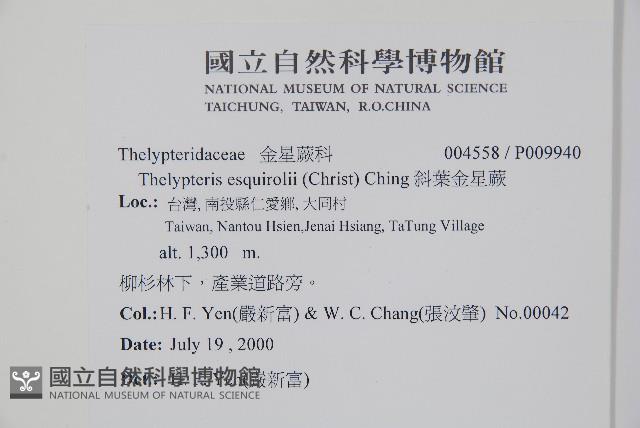 國立自然科學博物館
NATIONAL MUSEUM OF NATURAL SCIENCE
TAICHUNG, TAIWAN, R.O.CHINA
Thelypteridaceae 金星蕨科 004558 / P009940
Thelypteris esquirolii (Christ) Ching 斜葉金星蕨
Loc.: 台灣, 南投縣仁愛鄉, 大同村
Taiwan, Nantou Hsien,Jenai Hsiang, TaTung Village
alt. 1,300 m.
柳杉林下，產業道路旁。
Col.: H. F. Yen(嚴新富) & W. C. Chang(張汶肇) No.00042
Date: July 19 , 2000
嚴新富)
國立自然科學博物館
NATIONAL MUSEUM OF NATURAL SCIENCE